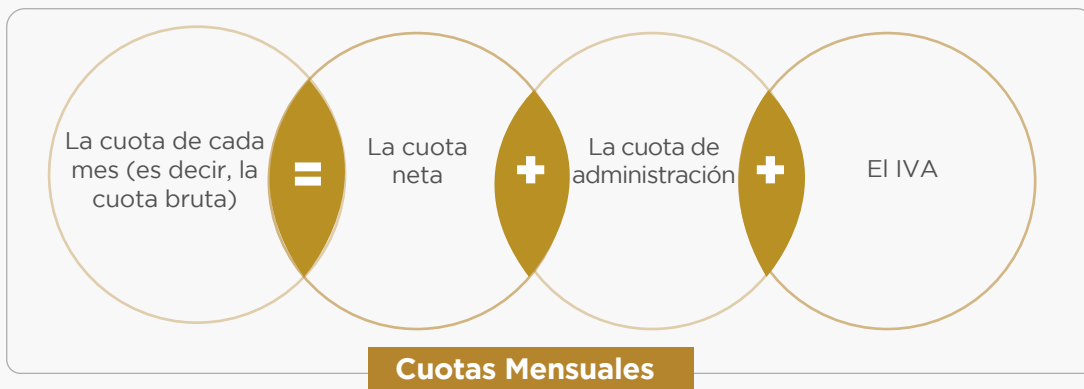 La cuota de cada
mes (es decir, la
cuota bruta)
=
La cuota
neta
+
La cuota de
administración
+
El IVA
Cuotas Mensuales